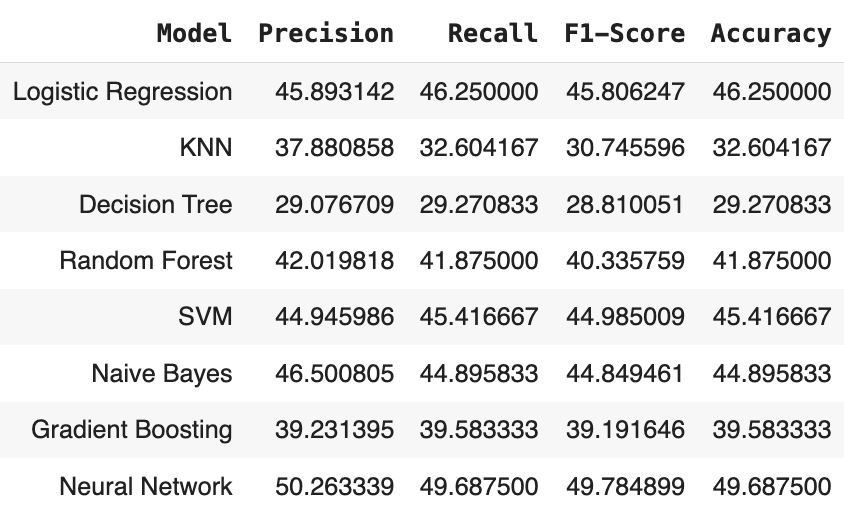 Model Precision Recall F1-Score Accuracy
Logistic Regression 45.893142 46.250000 45.806247 46.250000
KNN 37.880858 32.604167 30.745596 32.604167
Decision Tree 29.076709 29.270833 28.810051 29.270833
Random Forest 42.019818 41.875000 40.335759 41.875000
SVM 44.945986 45.416667 44.985009 45.416667
Naive Bayes 46.500805 44.895833 44.849461 44.895833
Gradient Boosting 39.231395 39.583333 39.191646 39.583333
Neural Network 50.263339 49.687500 49.784899 49.687500